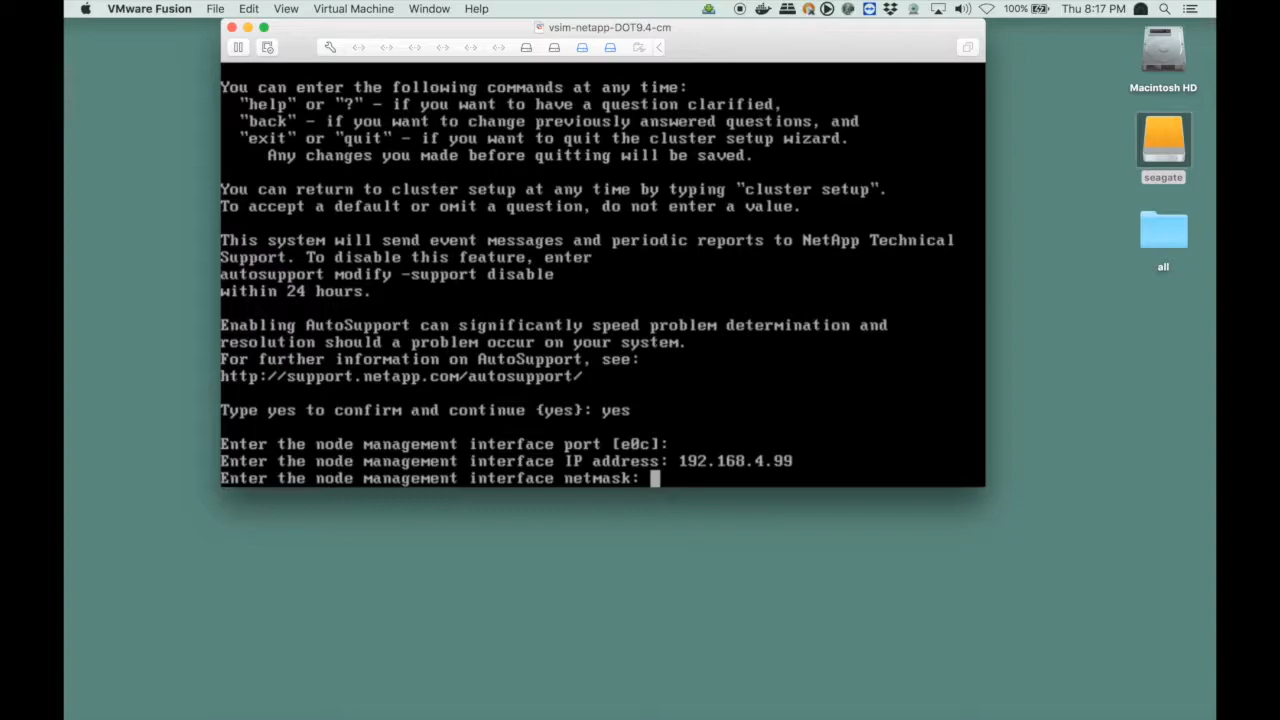 VMware Fusion File Edit View Virtual Machine Window Help 100% Thu 8:17 PM
vsim-netapp-DOT9.4-cm
Macintosh HD
seagate
all
You can enter the following commands at any time:
"help" or "?" - if you want to have a question clarified,
"back" - if you want to change previously answered questions, and
"exit" or "quit" - if you want to quit the cluster setup wizard.
Any changes you made before quitting will be saved.
You can return to cluster setup at any time by typing "cluster setup".
To accept a default or omit a question, do not enter a value.
This system will send event messages and periodic reports to NetApp Technical
Support. To disable this feature, enter
autosupport modify -support disable
within 24 hours.
Enabling AutoSupport can significantly speed problem determination and
resolution should a problem occur on your system.
For further information on AutoSupport, see:
http://support.netapp.com/autosupport/
Type yes to confirm and continue {yes}: yes
Enter the node management interface port [e0c]:
Enter the node management interface IP address: 192.168.4.99
Enter the node management interface netmask: